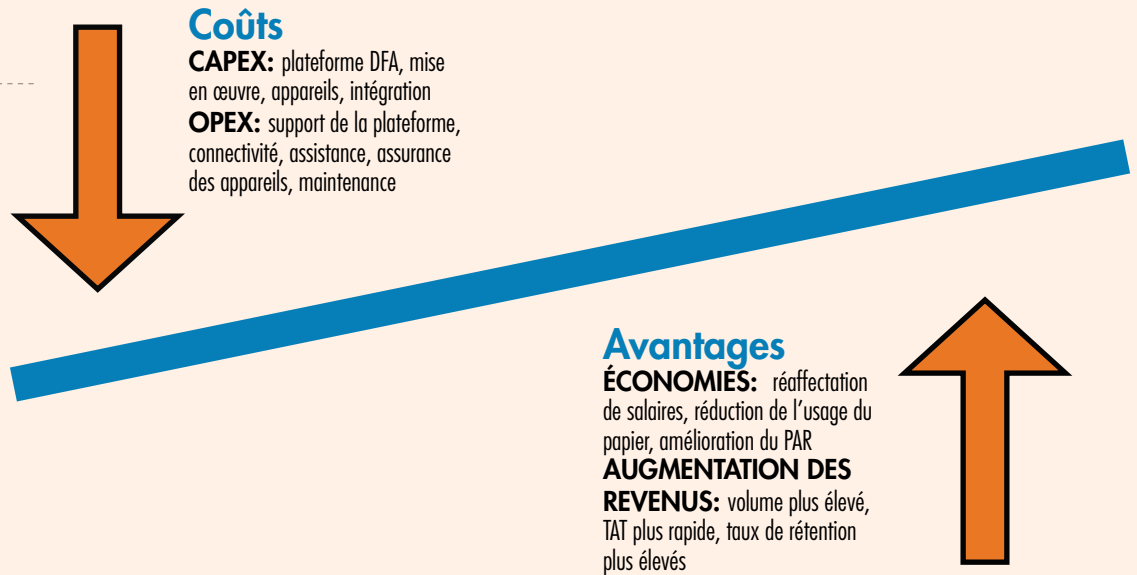 Coûts
CAPEX: plateforme DFA, mise
en œuvre, appareils, intégration
OPEX: support de la plateforme,
connectivité, assistance, assurance
des appareils, maintenance
Avantages
ÉCONOMIES: réaffectation
de salaires, réduction de l’usage du
papier, amélioration du PAR
AUGMENTATION DES
REVENUS: volume plus élevé,
TAT plus rapide, taux de rétention
plus élevés